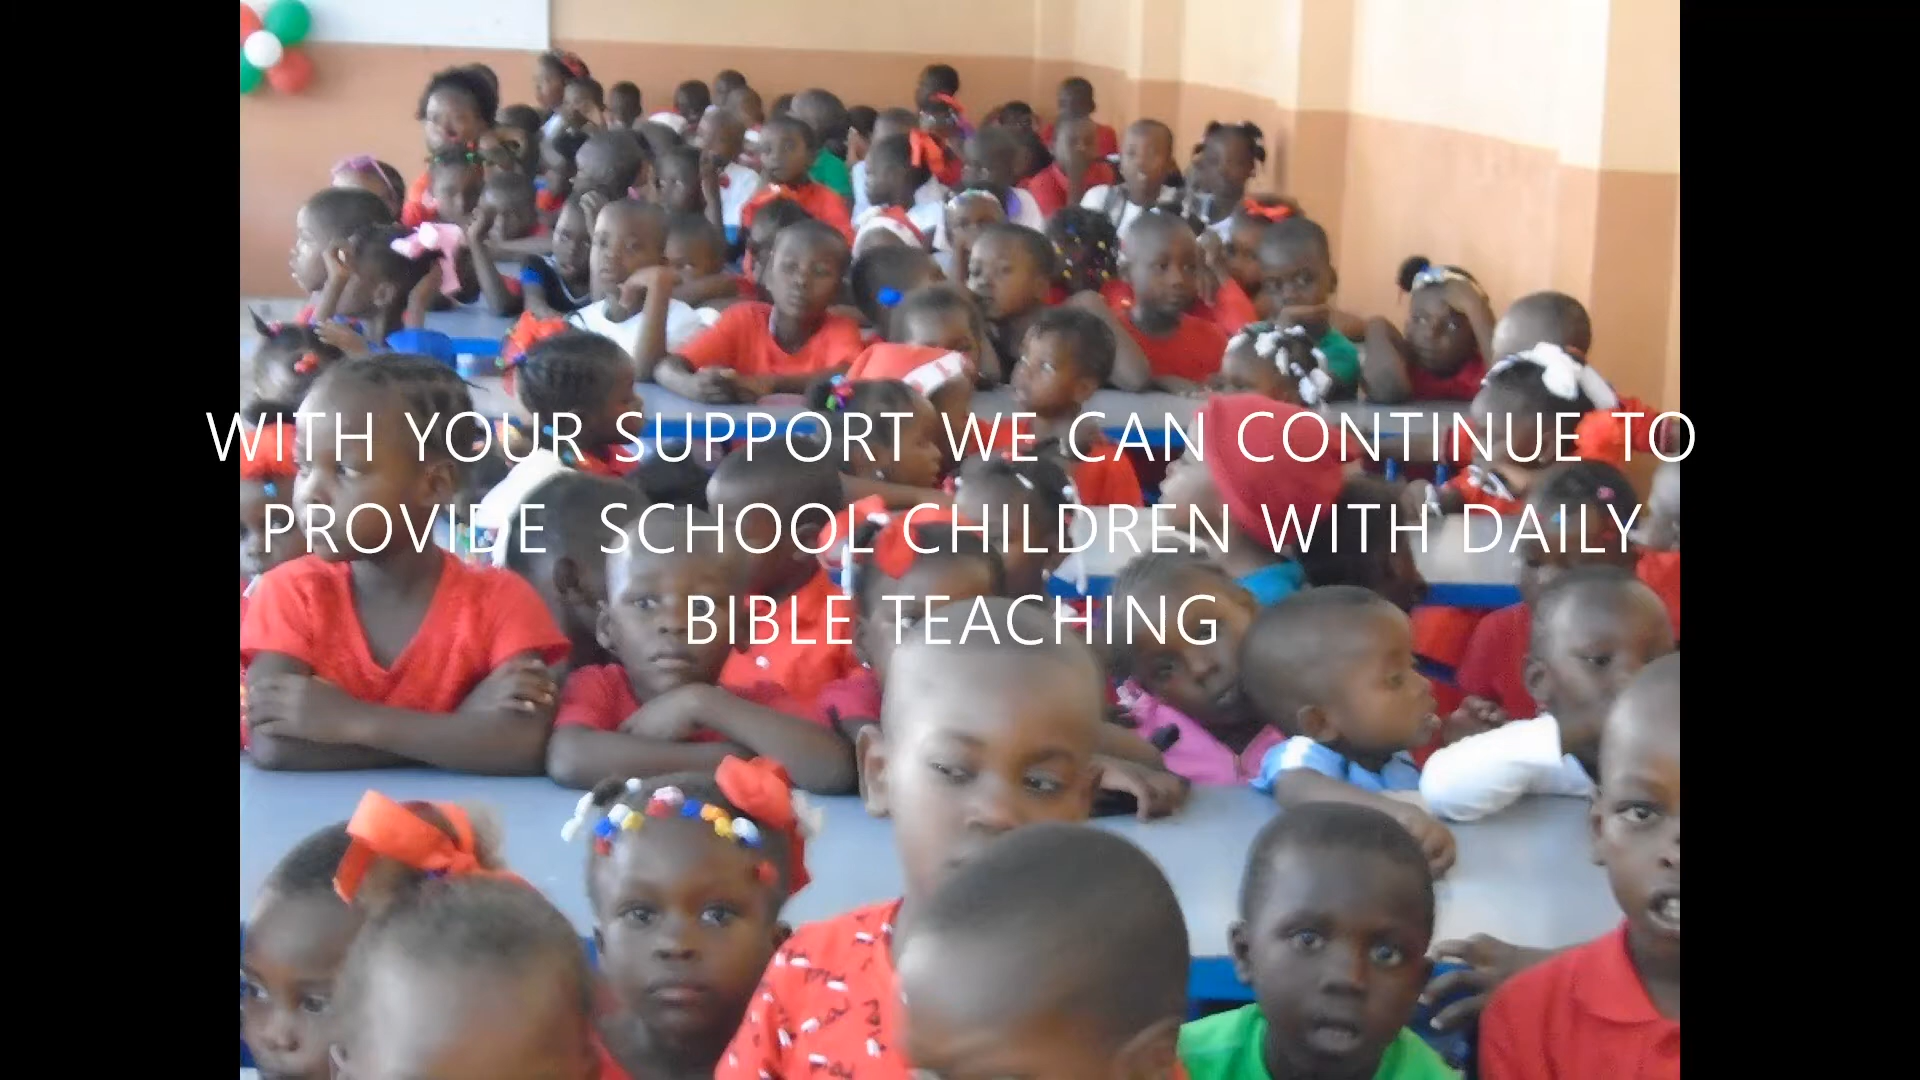 WITH YOUR SUPPORT WE CAN CONTINUE TO
PROVIDE SCHOOL CHILDREN WITH DAILY
BIBLE TEACHING